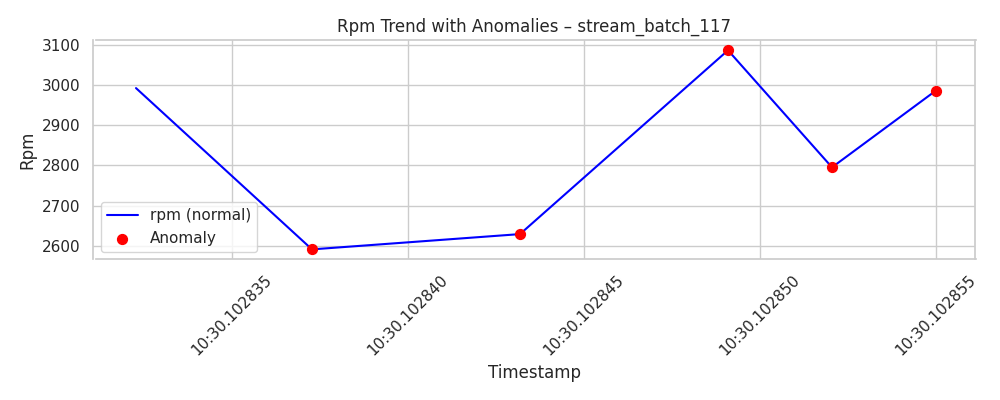 Rpm Trend with Anomalies – stream_batch_117
3100
3000
2900
2800
2700
2600
Rpm
rpm (normal)
Anomaly
10:30.102835
10:30.102840
10:30.102845
10:30.102850
10:30.102855
Timestamp